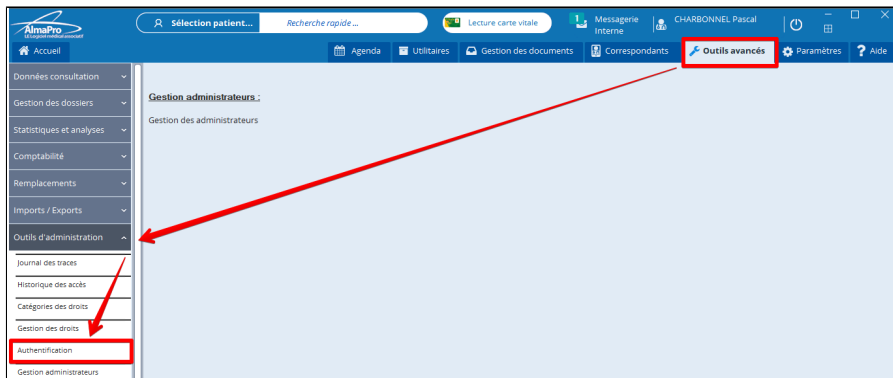 AlmaPro
LE Logiciel médical associatif
Sélection patient...
Recherche rapide ...
Lecture carte vitale
1
Messagerie
Interne
CHARBONNEL Pascal
Accueil
Agenda
Utilitaires
Gestion des documents
Correspondants
Outils avancés
Paramètres
? Aide
Données consultation
Gestion des dossiers
Statistiques et analyses
Comptabilité
Remplacements
Imports / Exports
Outils d'administration
Journal des traces
Historique des accès
Catégories des droits
Gestion des droits
Authentification
Gestion administrateurs
Gestion administrateurs :
Gestion des administrateurs